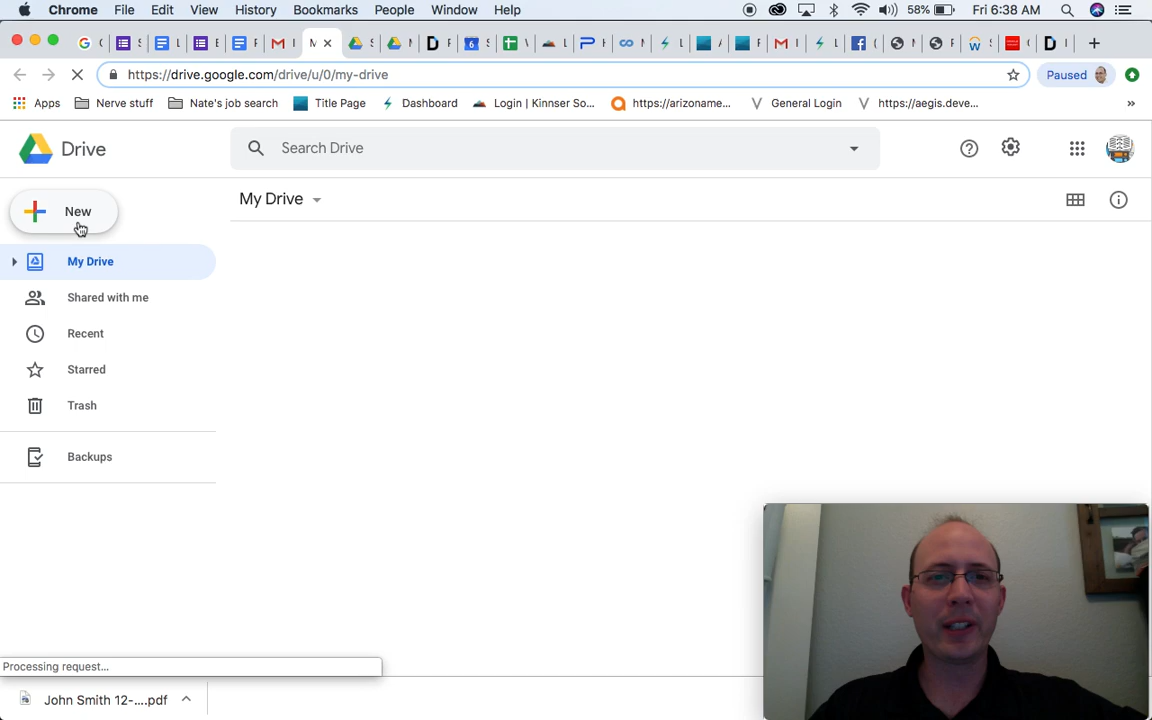 Chrome File Edit View History Bookmarks People Window Help 58% Fri 6:38 AM
M
https://drive.google.com/drive/u/0/my-drive Paused
Apps Nerve stuff Nate's job search Title Page Dashboard Login | Kinnser So... https://arizoname... General Login https://aegis.deve... »
Drive Search Drive
New My Drive
My Drive
Shared with me
Recent
Starred
Trash
Backups
Processing request...
John Smith 12-....pdf